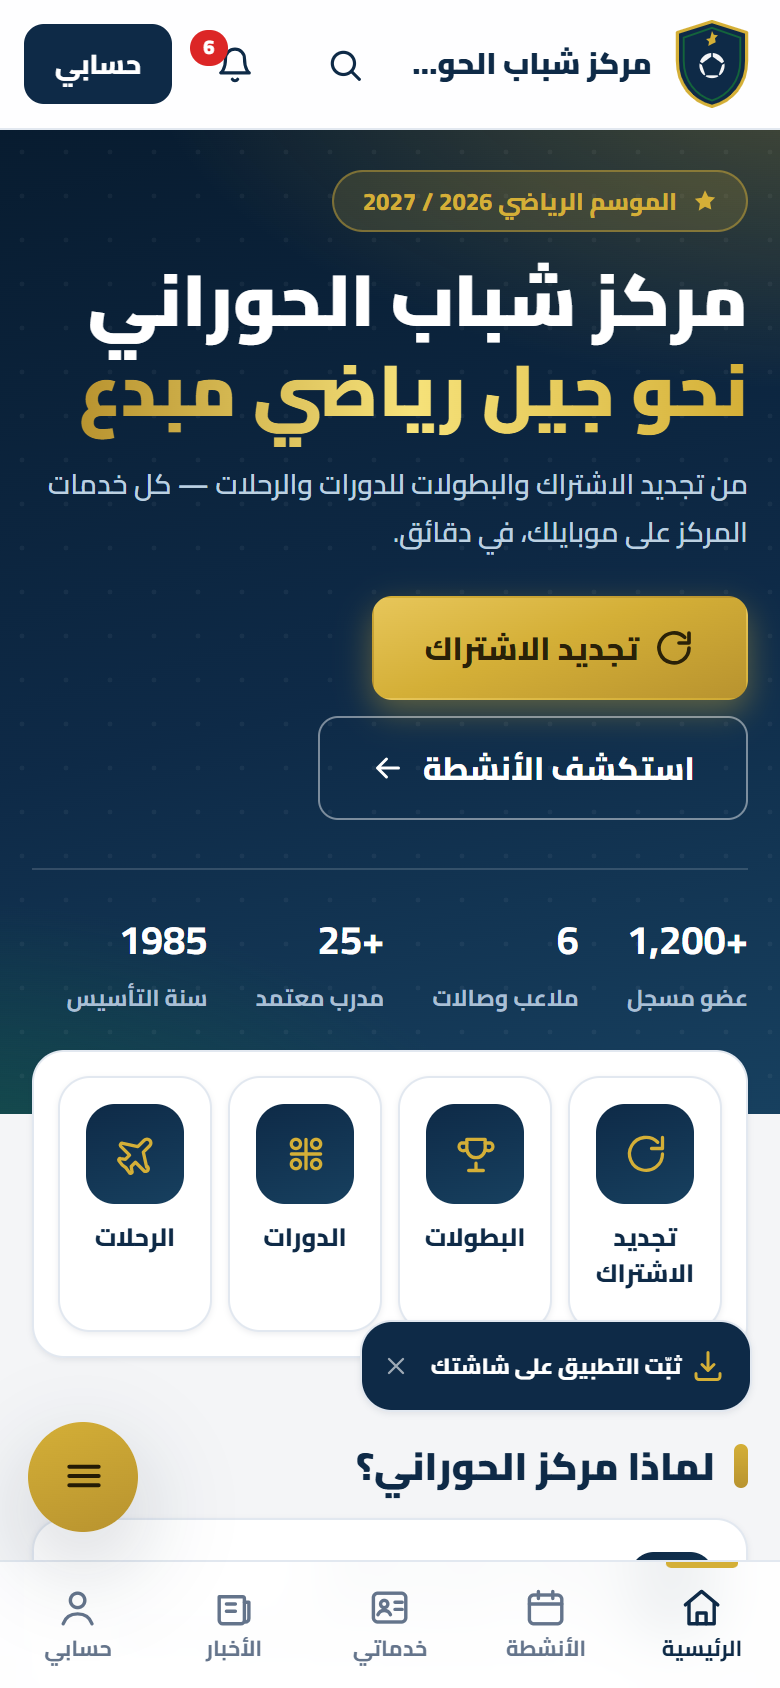 مركز شباب الحو...
6
حسابي
الموسم الرياضي 2026 / 2027
مركز شباب الحوراني
نحو جيل رياضي مبدع
من تجديد الاشتراك والبطولات للدورات والرحلات — كل خدمات
المركز على موبايلك، في دقائق.
تجديد الاشتراك
استكشف الأنشطة
1,200+
عضو مسجل
6
ملاعب وصالات
25+
مدرب معتمد
1985
سنة التأسيس
تجديد
الاشتراك
البطولات
الدورات
الرحلات
ثبّت التطبيق على شاشتك
لماذا مركز الحوراني؟
الرئيسية
الأنشطة
خدماتي
الأخبار
حسابي